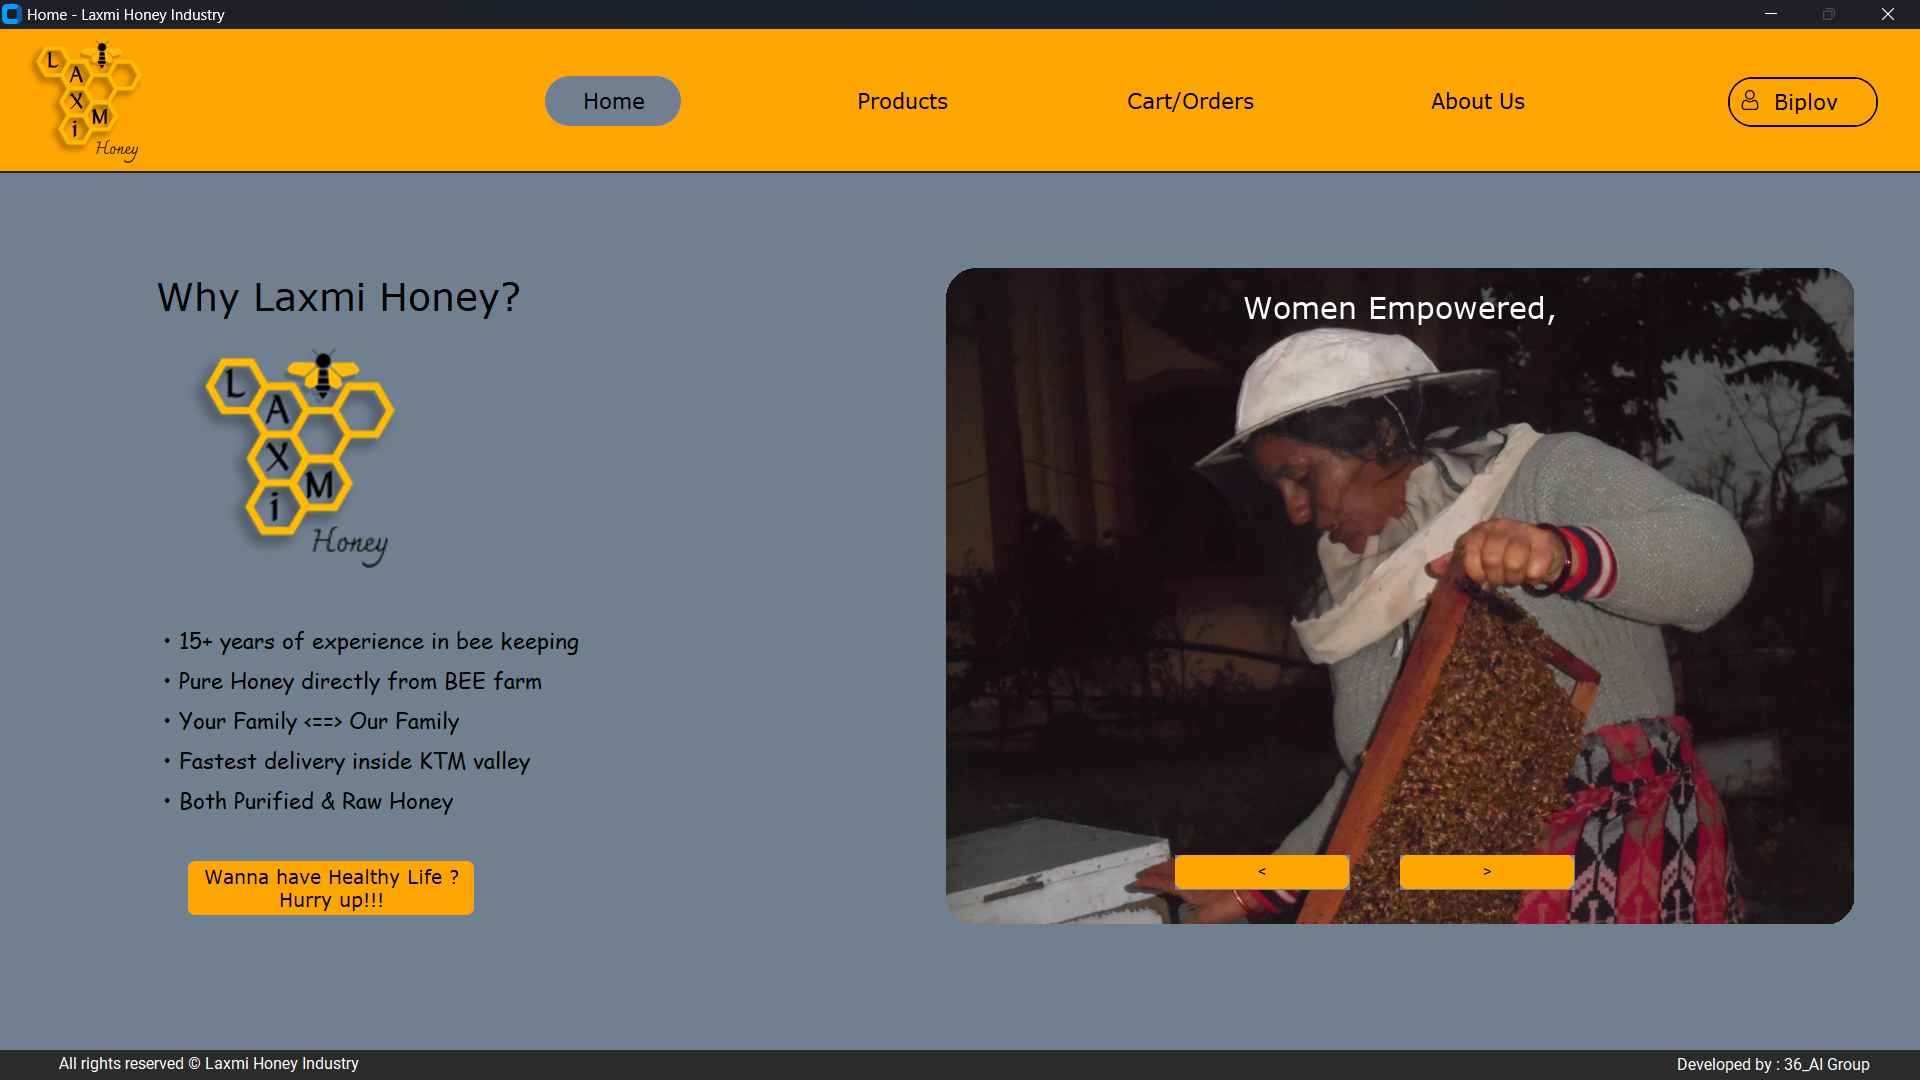 Home - Laxmi Honey Industry
L
A
X
M
i
Honey
Home
Products
Cart/Orders
About Us
Biplov
Why Laxmi Honey?
L
A
X
M
i
Honey
• 15+ years of experience in bee keeping
• Pure Honey directly from BEE farm
• Your Family <==> Our Family
• Fastest delivery inside KTM valley
• Both Purified & Raw Honey
Wanna have Healthy Life ?
Hurry up!!!
Women Empowered,
<
>
All rights reserved © Laxmi Honey Industry
Developed by : 36_AI Group